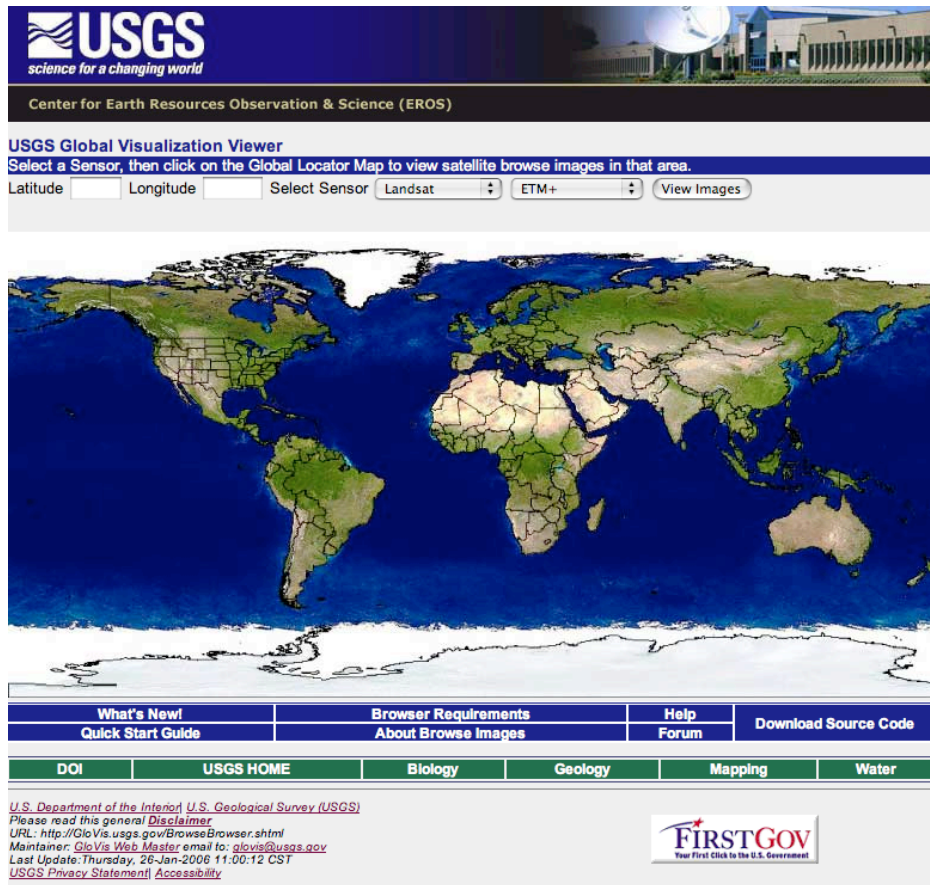 USGS
science for a changing world
Center for Earth Resources Observation & Science (EROS)
USGS Global Visualization Viewer
Select a Sensor, then click on the Global Locator Map to view satellite browse images in that area.
Latitude Longitude Select Sensor Landsat ETM+ View Images
What's New! Browser Requirements Help Download Source Code
Quick Start Guide About Browse Images Forum
DOI USGS HOME Biology Geology Mapping Water
U.S. Department of the Interior| U.S. Geological Survey (USGS)
Please read this general Disclaimer
URL: http://GloVis.usgs.gov/BrowseBrowser.shtml
Maintainer: GloVis Web Master email to: glovis@usgs.gov
Last Update:Thursday, 26-Jan-2006 11:00:12 CST
USGS Privacy Statement| Accessibility
FIRSTGOV
Your First Click to the U.S. Government